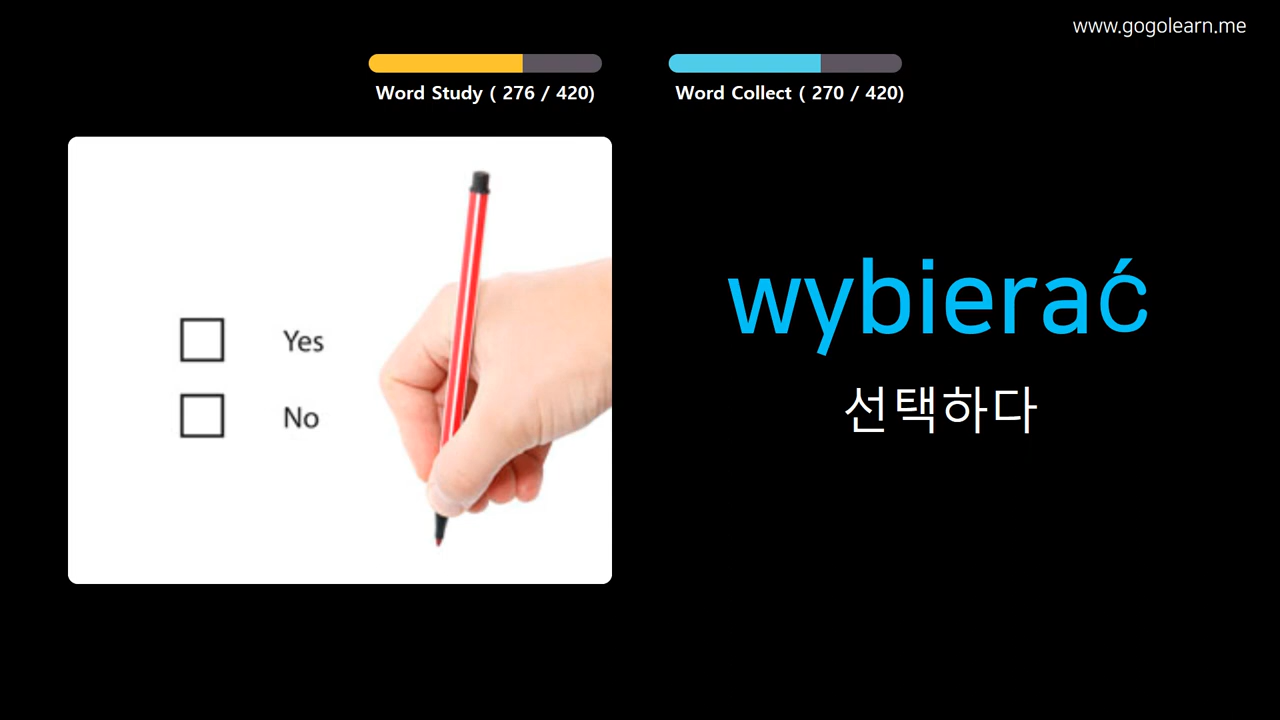 www.gogolearn.me
Word Study ( 276 / 420)
Word Collect ( 270 / 420)
Yes
No
wybierać
선택하다